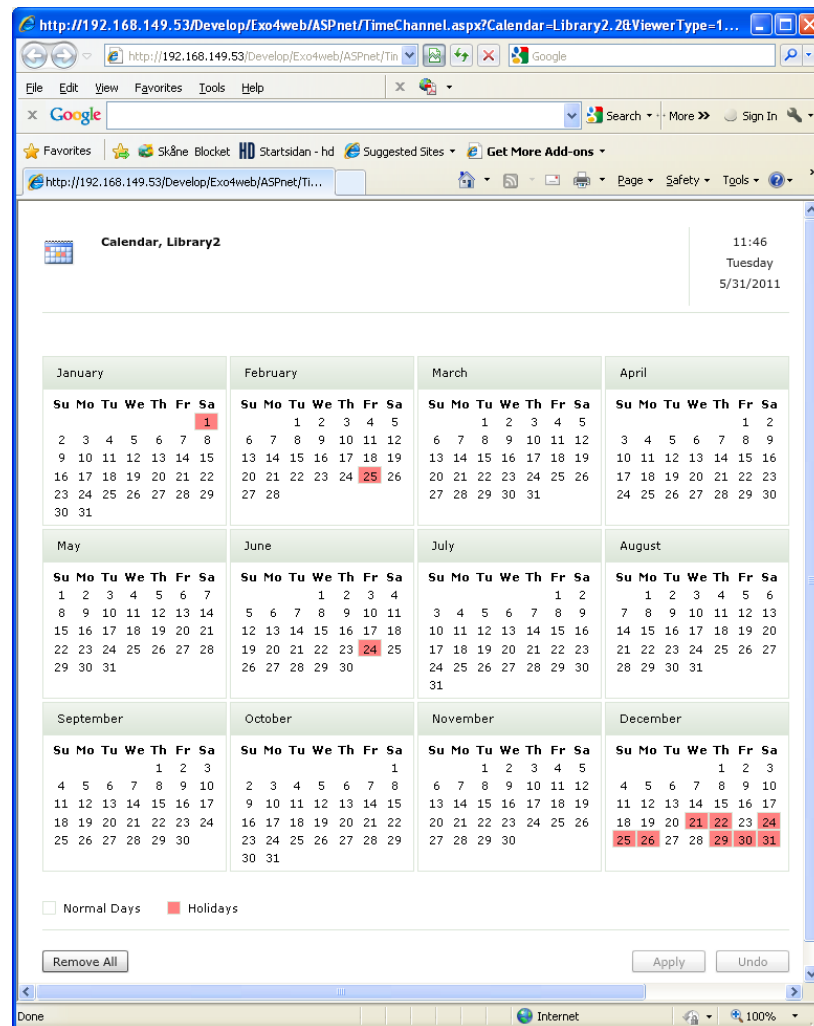 http://192.168.149.53/Develop/Exo4web/ASPnet/TimeChannel.aspx?Calendar=Library2.2&ViewerType=1...
http://192.168.149.53/Develop/Exo4web/ASPnet/Tin Google
File Edit View Favorites Tools Help x
x Google Search More >> Sign In
Favorites Skåne Blocket HD Startsidan - hd Suggested Sites Get More Add-ons
http://192.168.149.53/Develop/Exo4web/ASPnet/Ti... Page Safety Tools
Calendar, Library2 11:46
Tuesday
5/31/2011
January February March April
Su Mo Tu We Th Fr Sa Su Mo Tu We Th Fr Sa Su Mo Tu We Th Fr Sa Su Mo Tu We Th Fr Sa
1 1 2 3 4 5 1 2 3 4 5 1 2
2 3 4 5 6 7 8 6 7 8 9 10 11 12 6 7 8 9 10 11 12 3 4 5 6 7 8 9
9 10 11 12 13 14 15 13 14 15 16 17 18 19 13 14 15 16 17 18 19 10 11 12 13 14 15 16
16 17 18 19 20 21 22 20 21 22 23 24 25 26 20 21 22 23 24 25 26 17 18 19 20 21 22 23
23 24 25 26 27 28 29 27 28 27 28 29 30 31 24 25 26 27 28 29 30
30 31
May June July August
Su Mo Tu We Th Fr Sa Su Mo Tu We Th Fr Sa Su Mo Tu We Th Fr Sa Su Mo Tu We Th Fr Sa
1 2 3 4 5 6 7 1 2 3 4 1 2 1 2 3 4 5 6
8 9 10 11 12 13 14 5 6 7 8 9 10 11 3 4 5 6 7 8 9 7 8 9 10 11 12 13
15 16 17 18 19 20 21 12 13 14 15 16 17 18 10 11 12 13 14 15 16 14 15 16 17 18 19 20
22 23 24 25 26 27 28 19 20 21 22 23 24 25 17 18 19 20 21 22 23 21 22 23 24 25 26 27
29 30 31 26 27 28 29 30 24 25 26 27 28 29 30 28 29 30 31
31
September October November December
Su Mo Tu We Th Fr Sa Su Mo Tu We Th Fr Sa Su Mo Tu We Th Fr Sa Su Mo Tu We Th Fr Sa
1 2 3 1 1 2 3 4 5 1 2 3
4 5 6 7 8 9 10 2 3 4 5 6 7 8 6 7 8 9 10 11 12 4 5 6 7 8 9 10
11 12 13 14 15 16 17 9 10 11 12 13 14 15 13 14 15 16 17 18 19 11 12 13 14 15 16 17
18 19 20 21 22 23 24 16 17 18 19 20 21 22 20 21 22 23 24 25 26 18 19 20 21 22 23 24
25 26 27 28 29 30 23 24 25 26 27 28 29 27 28 29 30 25 26 27 28 29 30 31
30 31
Normal Days Holidays
Remove All Apply Undo
Done Internet 100%